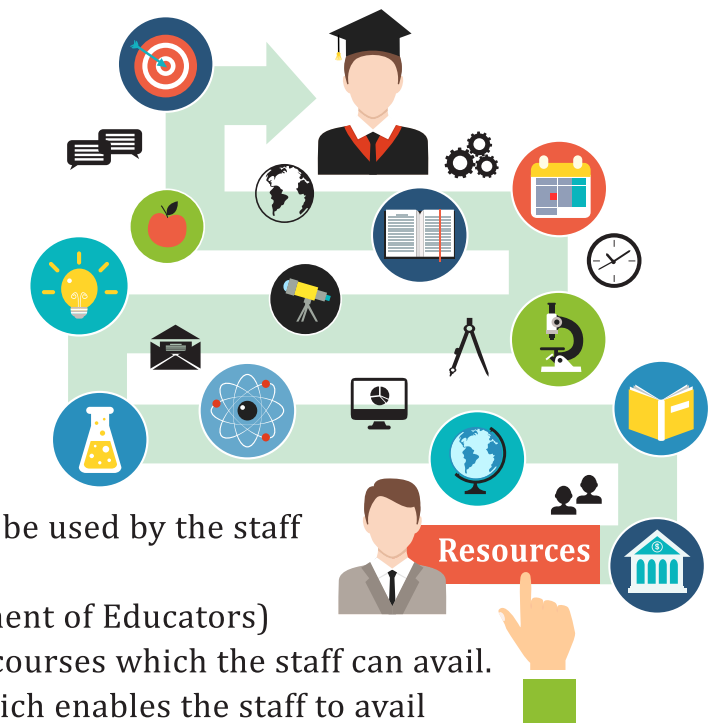 be used by the staff
Resources
ment of Educators)
courses which the staff can avail.
ich enables the staff to avail